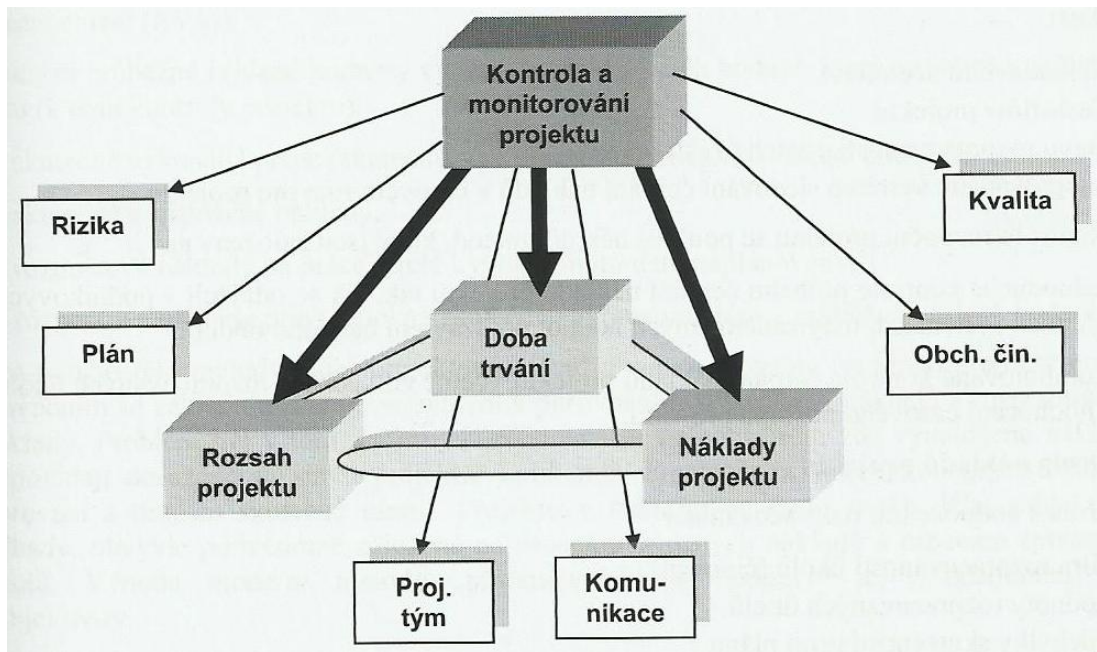 Kontrola a
monitorování
projektu
Rizika
Kvalita
Plán
Doba
trvání
Obch. čin.
Rozsah
projektu
Náklady
projektu
Proj.
tým
Komu-
nikace